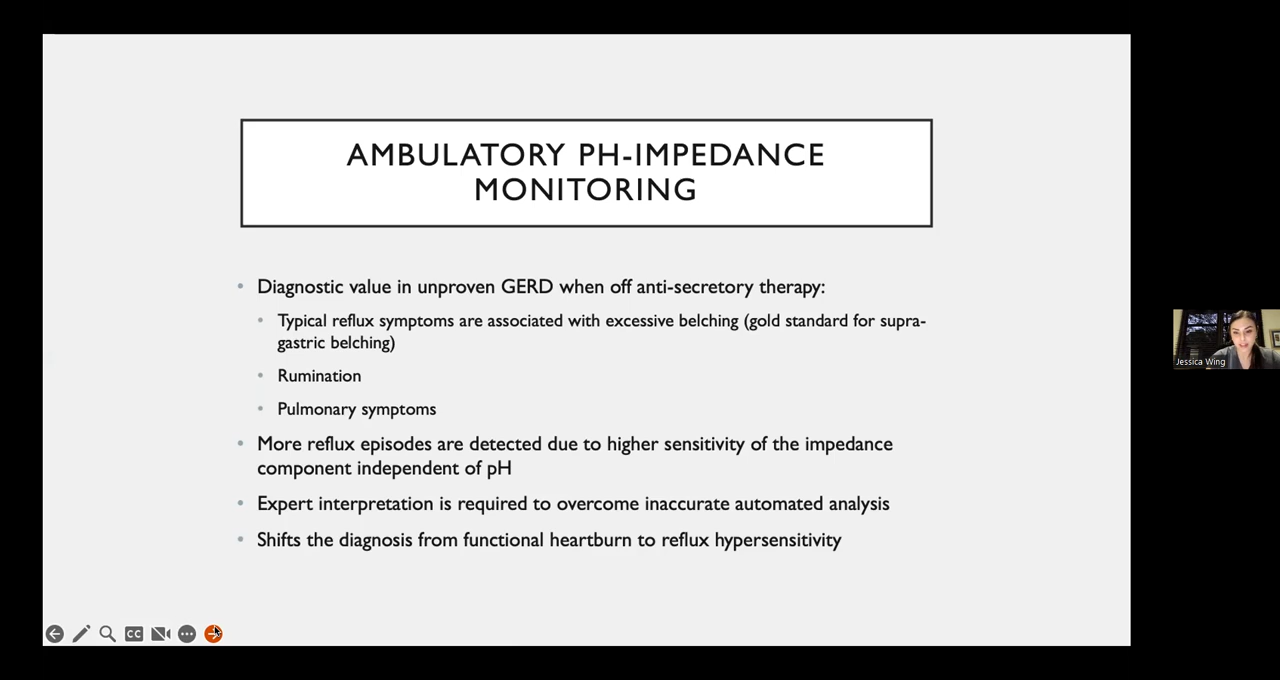 AMBULATORY PH-IMPEDANCE
MONITORING
• Diagnostic value in unproven GERD when off anti-secretory therapy:
• Typical reflux symptoms are associated with excessive belching (gold standard for supra-
gastric belching)
• Rumination
• Pulmonary symptoms
• More reflux episodes are detected due to higher sensitivity of the impedance
component independent of pH
• Expert interpretation is required to overcome inaccurate automated analysis
• Shifts the diagnosis from functional heartburn to reflux hypersensitivity
Jessica Wing
CC